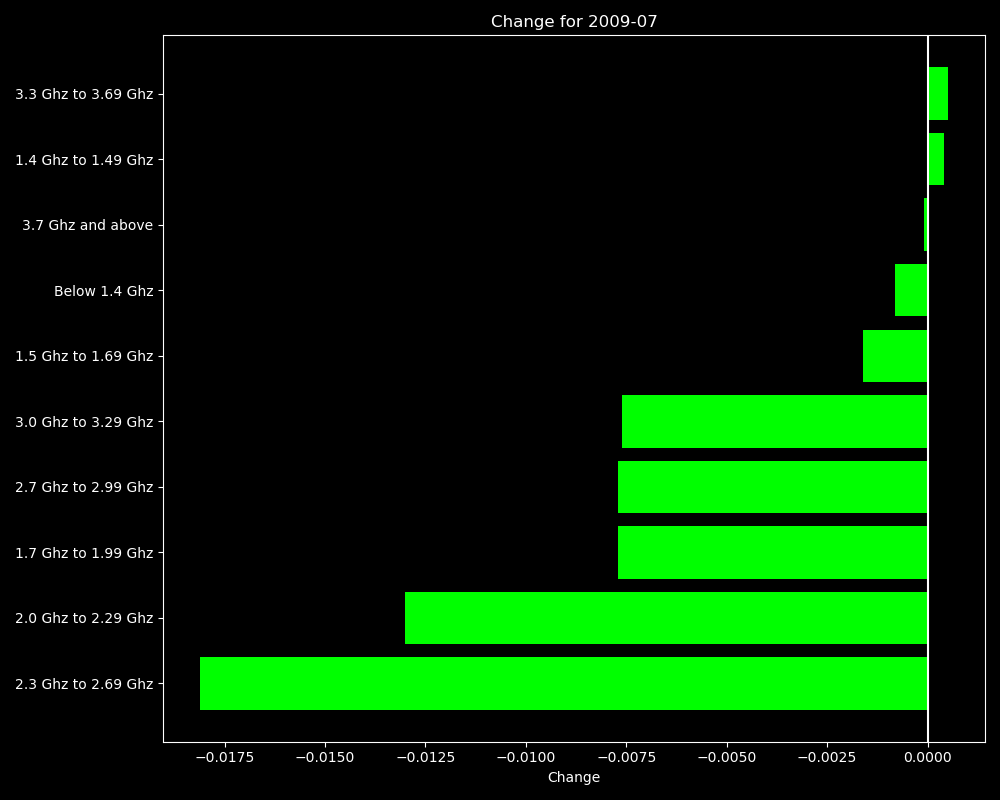 Change for 2009-07
3.3 Ghz to 3.69 Ghz
1.4 Ghz to 1.49 Ghz
3.7 Ghz and above
Below 1.4 Ghz
1.5 Ghz to 1.69 Ghz
3.0 Ghz to 3.29 Ghz
2.7 Ghz to 2.99 Ghz
1.7 Ghz to 1.99 Ghz
2.0 Ghz to 2.29 Ghz
2.3 Ghz to 2.69 Ghz
−0.0175 −0.0150 −0.0125 −0.0100 −0.0075 −0.0050 −0.0025 0.0000
Change